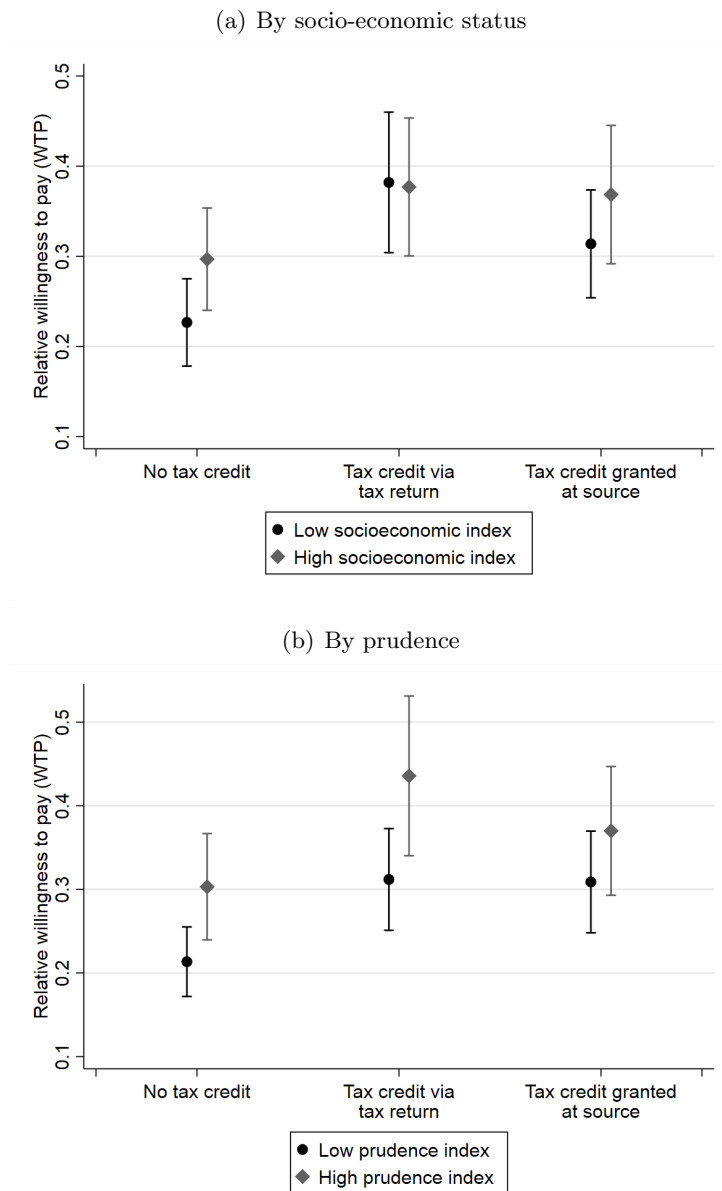 (a) By socio-economic status
Relative willingness to pay (WTP)
0.5
0.4
0.3
0.2
0.1
No tax credit
Tax credit via
tax return
Tax credit granted
at source
Low socioeconomic index
High socioeconomic index
(b) By prudence
Relative willingness to pay (WTP)
0.5
0.4
0.3
0.2
0.1
No tax credit
Tax credit via
tax return
Tax credit granted
at source
Low prudence index
High prudence index